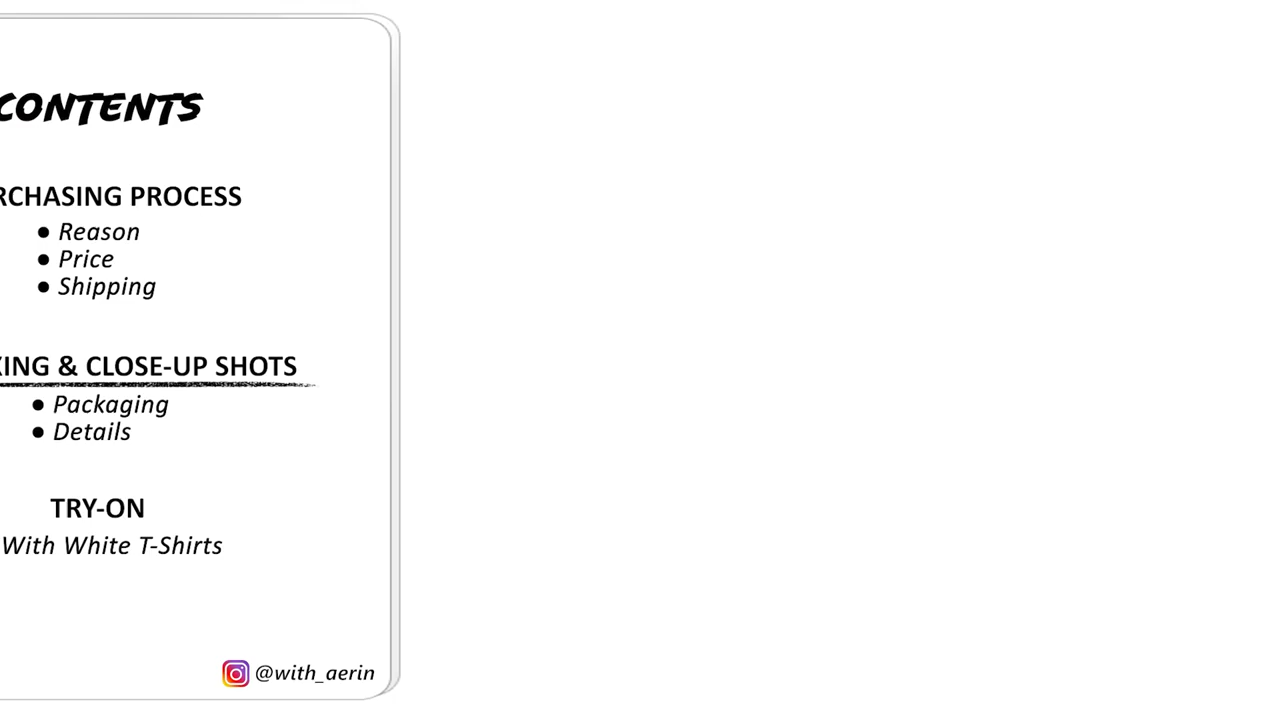 CONTENTS
RCHASING PROCESS
● Reason
● Price
● Shipping
KING & CLOSE-UP SHOTS
● Packaging
● Details
TRY-ON
With White T-Shirts
@with_aerin